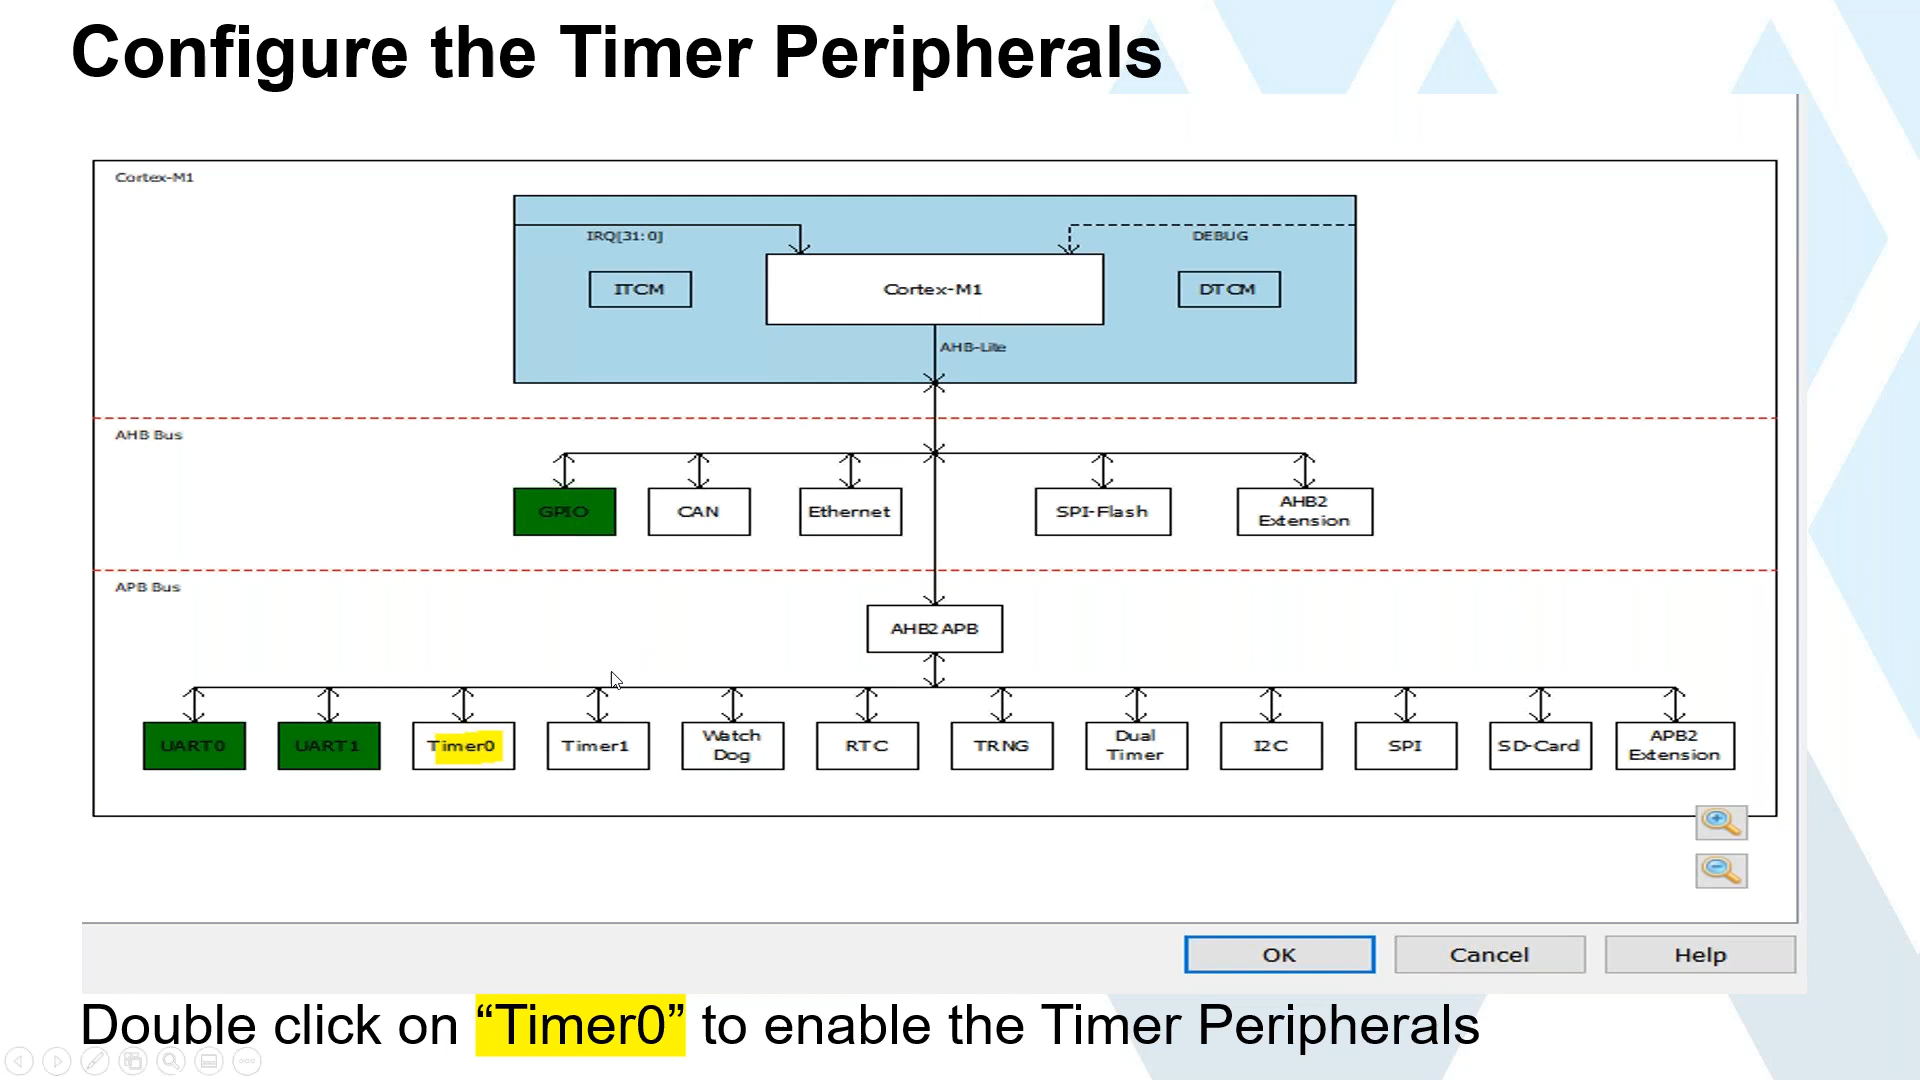 Configure the Timer Peripherals
Cortex-M1
IRQ[31:0]
DEBUG
ITCM
Cortex-M1
DTCM
AHB-Lite
AHB Bus
GPIO
CAN
Ethernet
SPI-Flash
AHB2
Extension
APB Bus
AHB2APB
UART0
UART1
Timer0
Timer1
Watch
Dog
RTC
TRNG
Dual
Timer
I2C
SPI
SD-Card
APB2
Extension
OK
Cancel
Help
Double click on “Timer0” to enable the Timer Peripherals